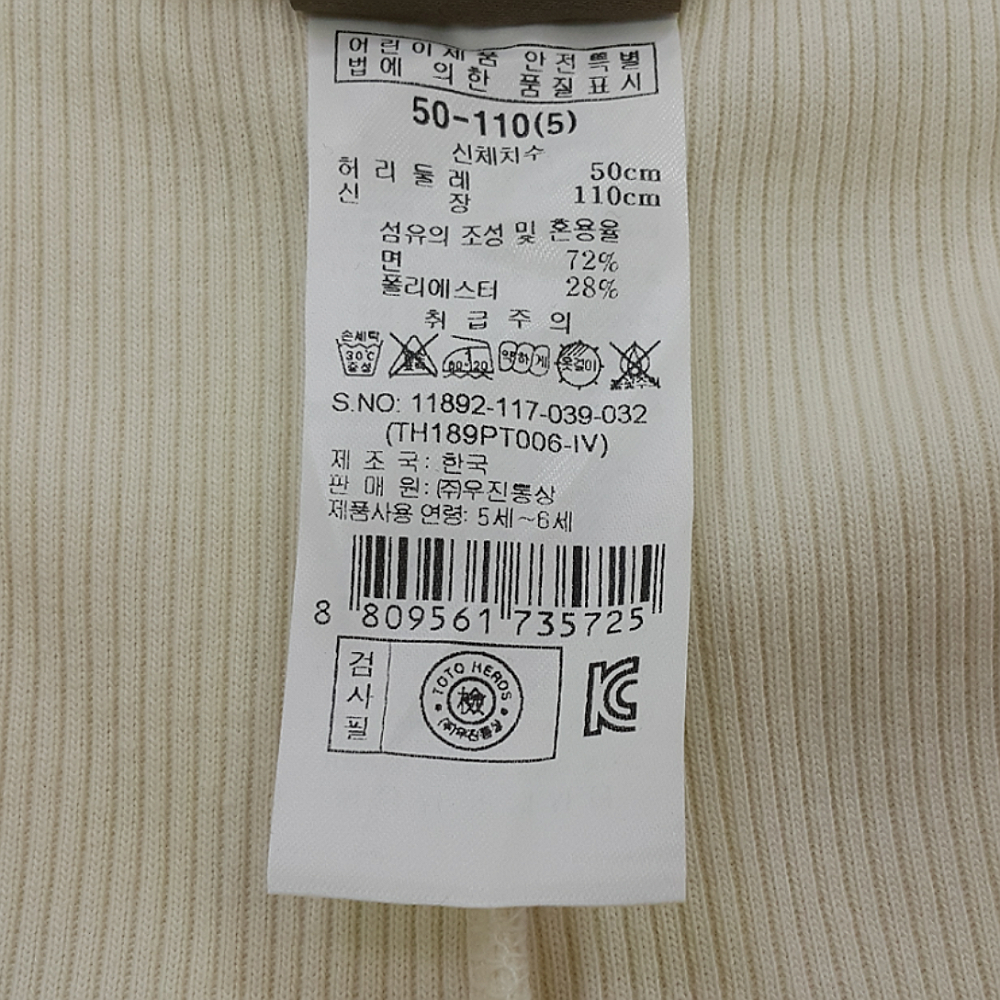 어린이제품 안전특별
법에 의한 품질표시
50-110(5)
신체치수
허리둘레 50cm
신장 110cm
섬유의 조성 및 혼용율
면 72%
폴리에스터 28%
취급주의
손세탁
30℃
중성
80-120
약하게
옷걸이
S.NO: 11892-117-039-032
(TH189PT006-IV)
제조국: 한국
판매원: ㈜우진통상
제품사용 연령: 5세~6세
8 809561 735725
검사필
TOTO HEROS
檢
㈜우진통상